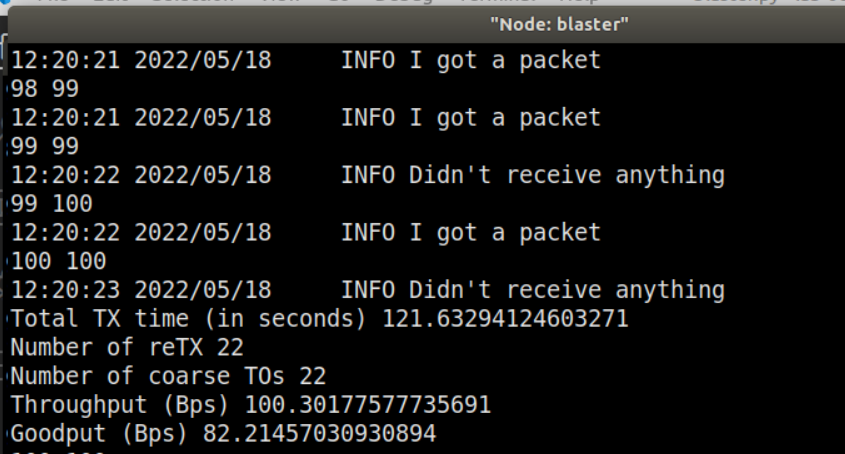 "Node: blaster"
12:20:21 2022/05/18     INFO I got a packet
98 99
12:20:21 2022/05/18     INFO I got a packet
99 99
12:20:22 2022/05/18     INFO Didn't receive anything
99 100
12:20:22 2022/05/18     INFO I got a packet
100 100
12:20:23 2022/05/18     INFO Didn't receive anything
Total TX time (in seconds) 121.63294124603271
Number of reTX 22
Number of coarse TOs 22
Throughput (Bps) 100.30177577735691
Goodput (Bps) 82.21457030930894